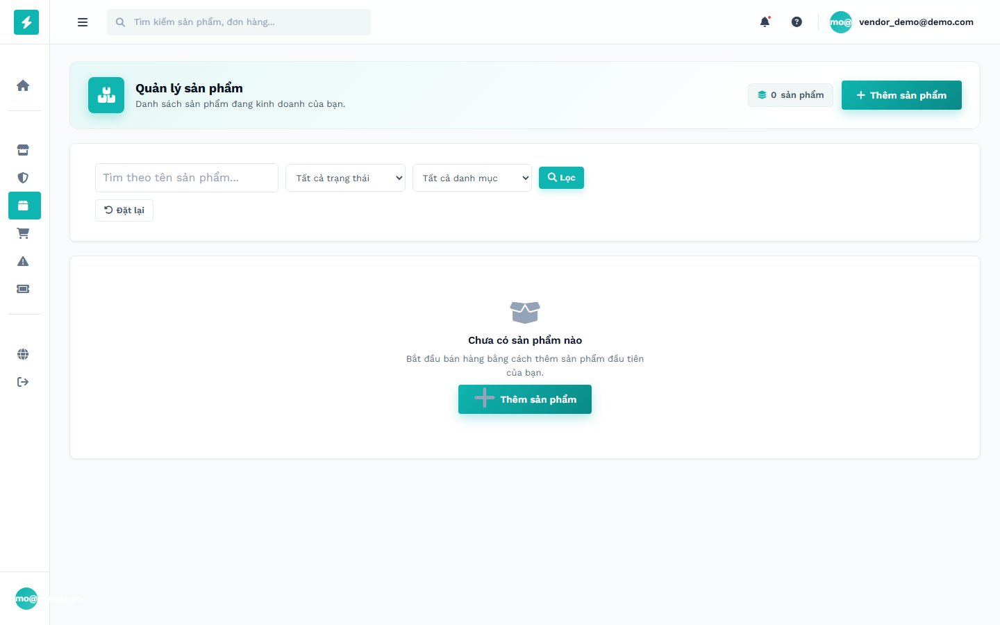 Tìm kiếm sản phẩm, đơn hàng...
mo@
vendor_demo@demo.com
Quản lý sản phẩm
Danh sách sản phẩm đang kinh doanh của bạn.
0 sản phẩm
Thêm sản phẩm
Tìm theo tên sản phẩm...
Tất cả trạng thái
Tất cả danh mục
Lọc
Đặt lại
Chưa có sản phẩm nào
Bắt đầu bán hàng bằng cách thêm sản phẩm đầu tiên
của bạn.
Thêm sản phẩm
mo@